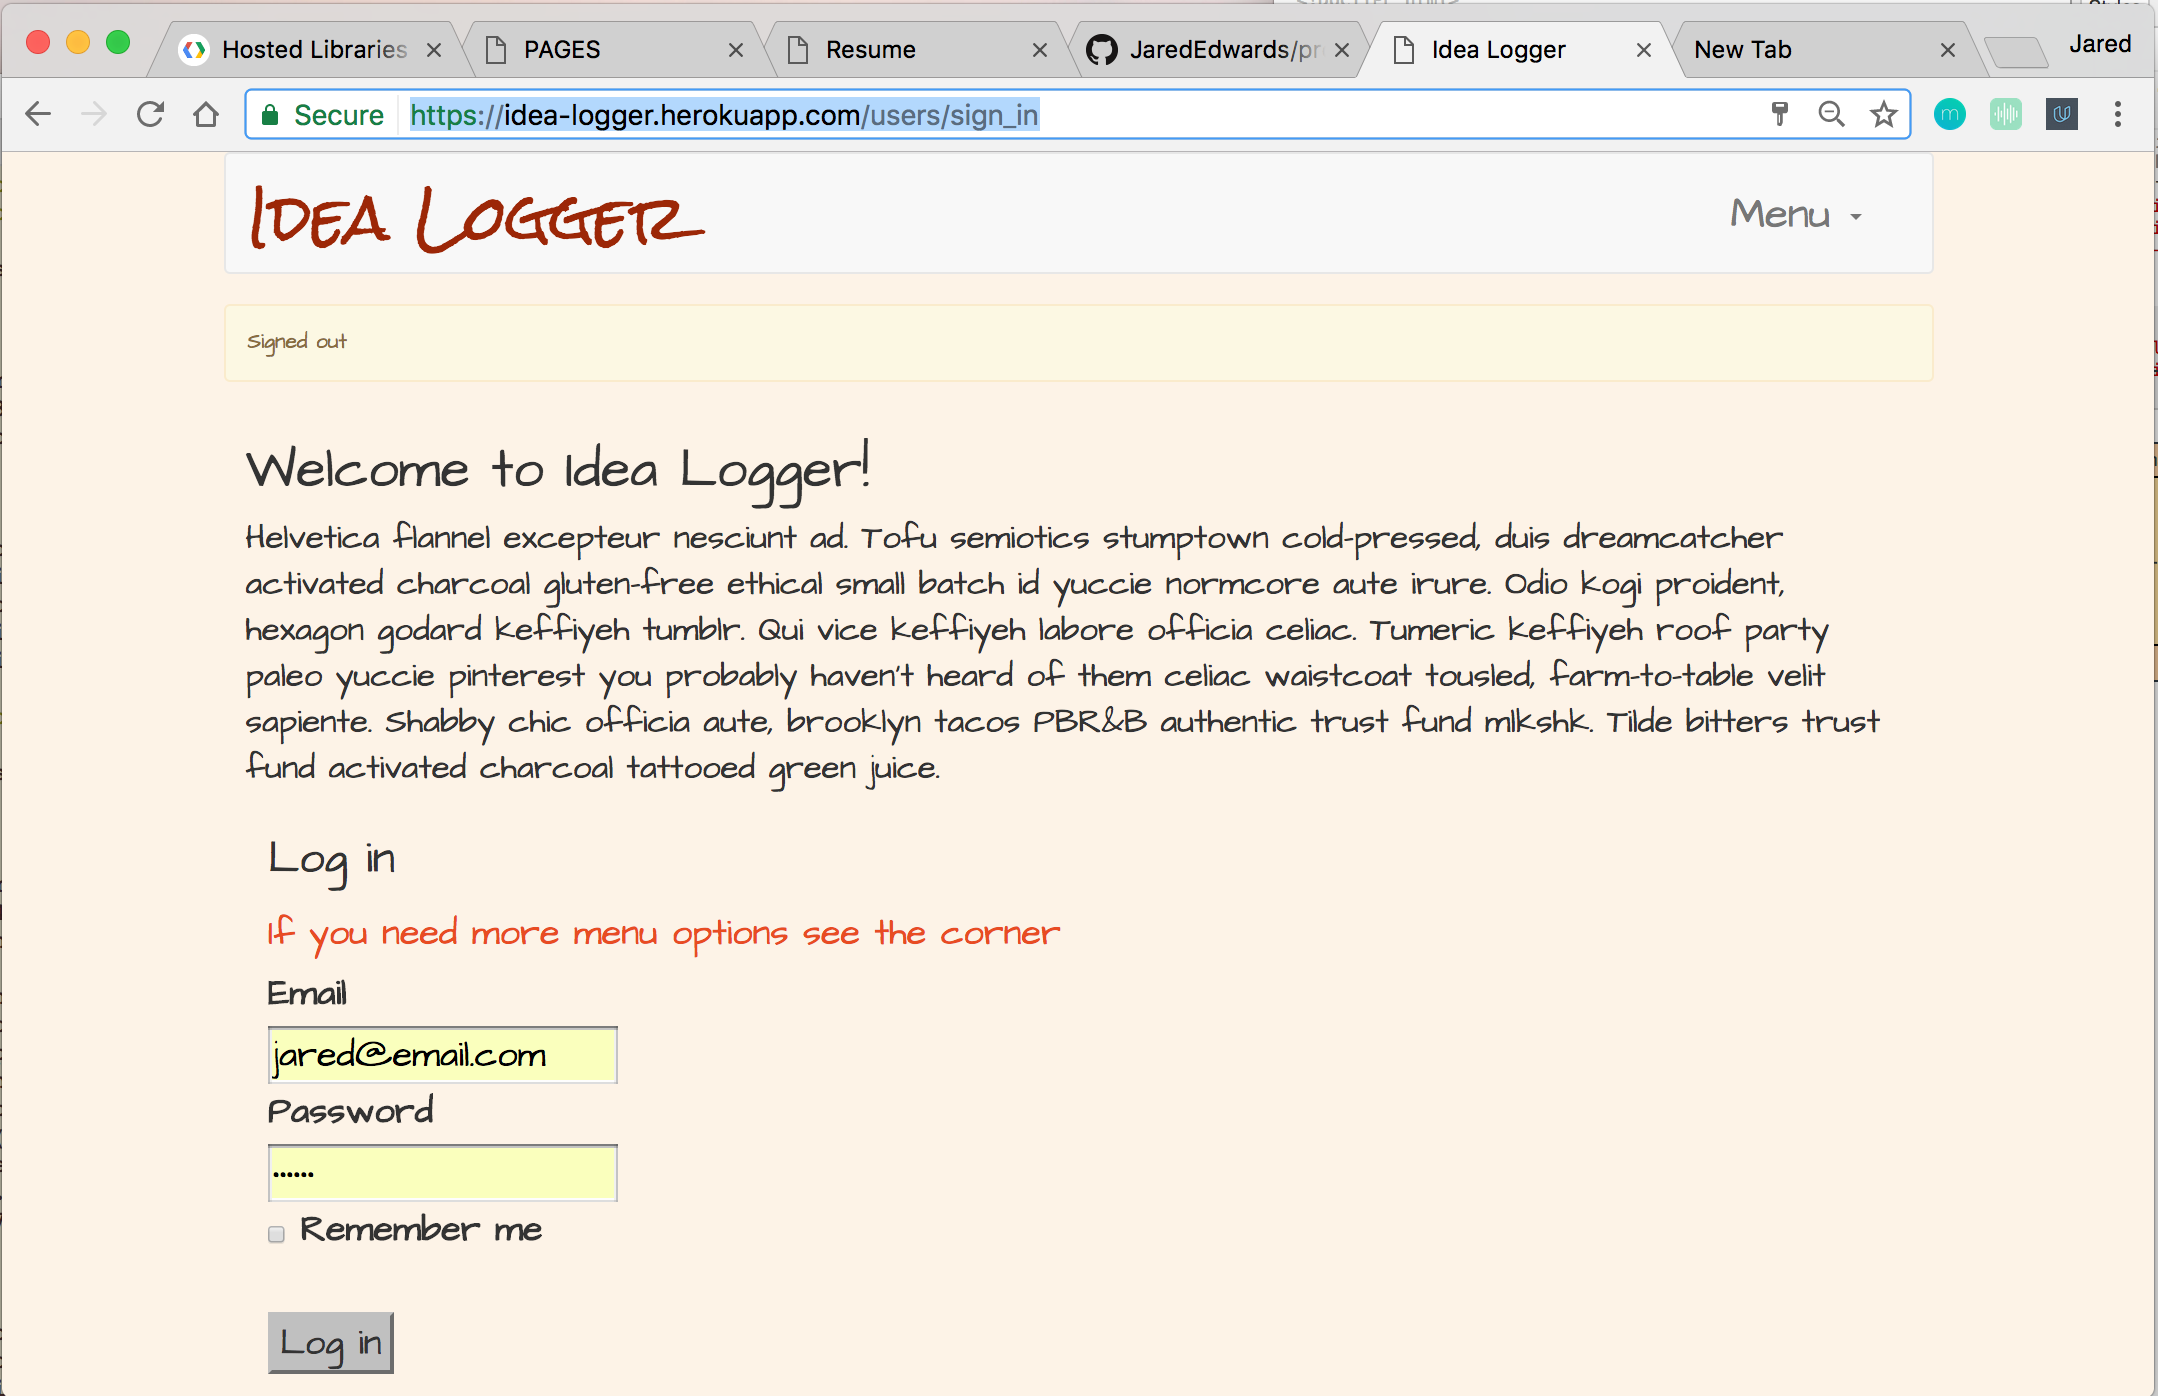 Hosted Libraries
PAGES
Resume
JaredEdwards/pr
Idea Logger
New Tab
Jared
Secure
https://idea-logger.herokuapp.com/users/sign_in
Idea Logger
Menu
Signed out
Welcome to Idea Logger!
Helvetica flannel excepteur nesciunt ad. Tofu semiotics stumptown cold-pressed, duis dreamcatcher
activated charcoal gluten-free ethical small batch id yuccie normcore aute irure. Odio kogi proident,
hexagon godard keffiyeh tumblr. Qui vice keffiyeh labore officia celiac. Tumeric keffiyeh roof party
paleo yuccie pinterest you probably haven't heard of them celiac waistcoat tousled, farm-to-table velit
sapiente. Shabby chic officia aute, brooklyn tacos PBR&B authentic trust fund mlkshk. Tilde bitters trust
fund activated charcoal tattooed green juice.
Log in
If you need more menu options see the corner
Email
jared@email.com
Password
Remember me
Log in